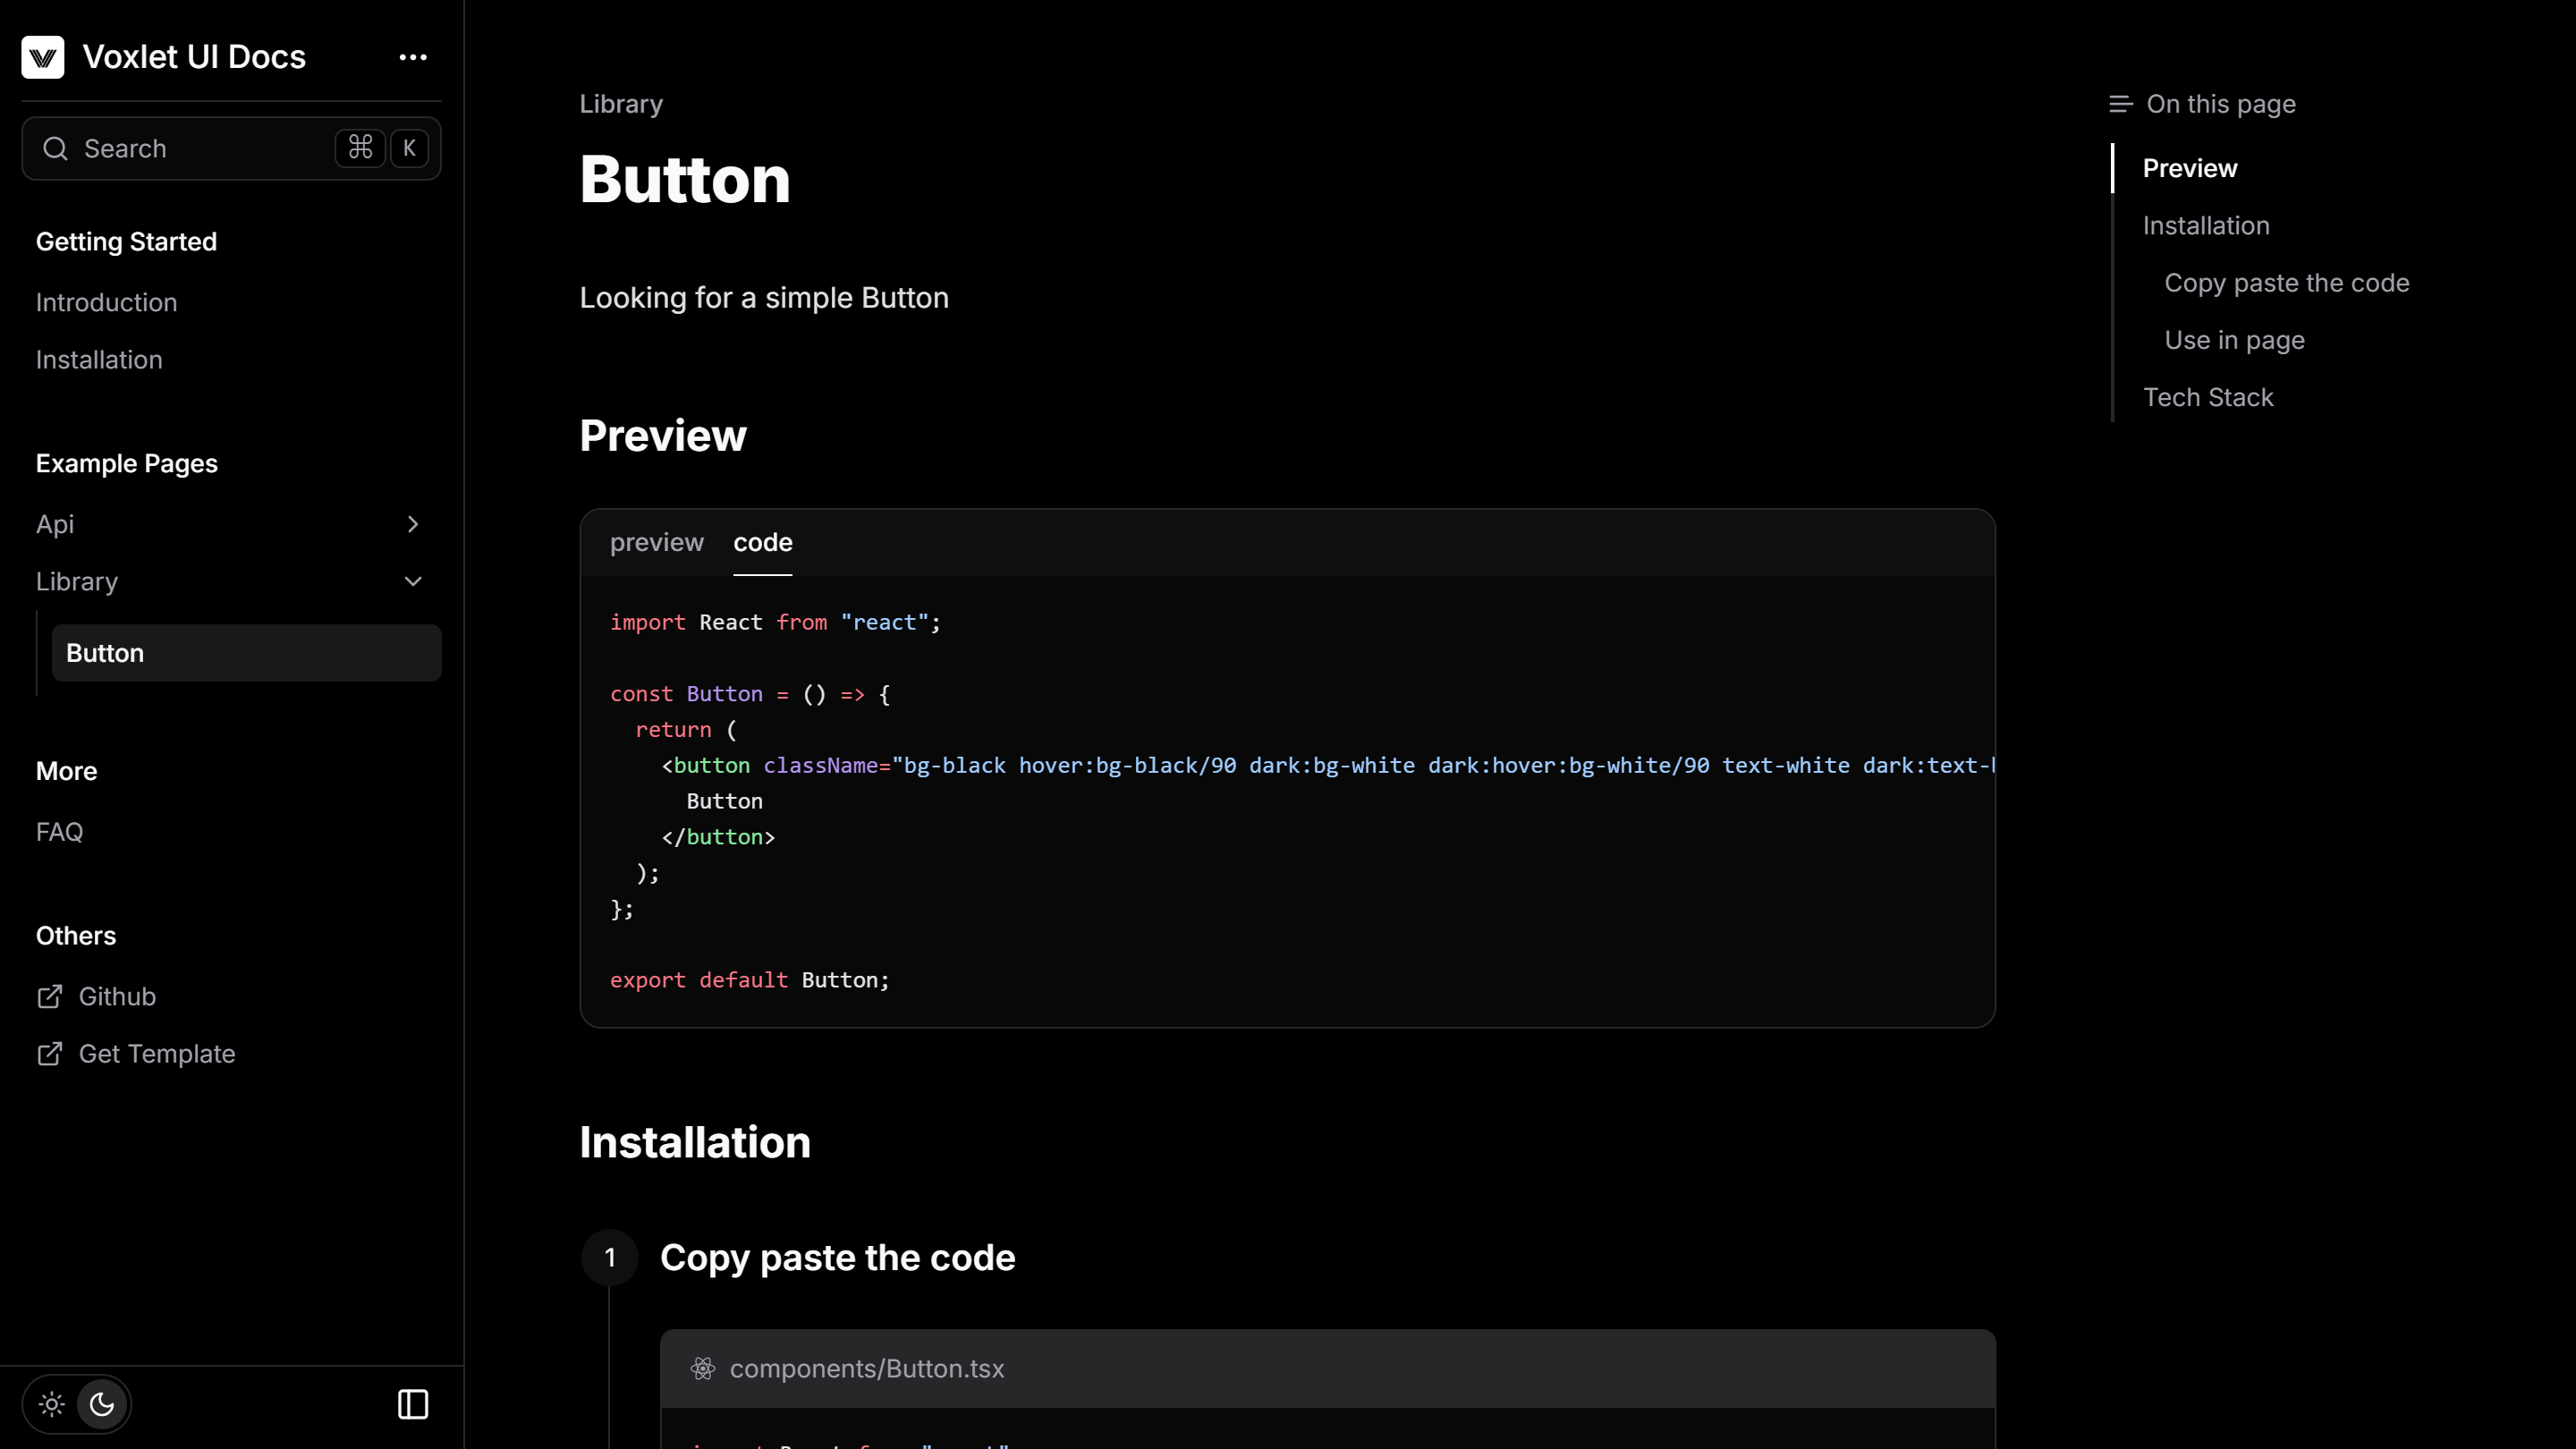 Voxlet UI Docs
Search
⌘ K
Getting Started
Introduction
Installation
Example Pages
Api
Library
Button
More
FAQ
Others
Github
Get Template
Library
Button
Looking for a simple Button
Preview
preview code
import React from "react";
const Button = () => {
return (
<button className="bg-black hover:bg-black/90 dark:bg-white dark:hover:bg-white/90 text-white dark:text-
Button
</button>
);
};
export default Button;
Installation
1 Copy paste the code
components/Button.tsx
import React from "react"
On this page
Preview
Installation
Copy paste the code
Use in page
Tech Stack